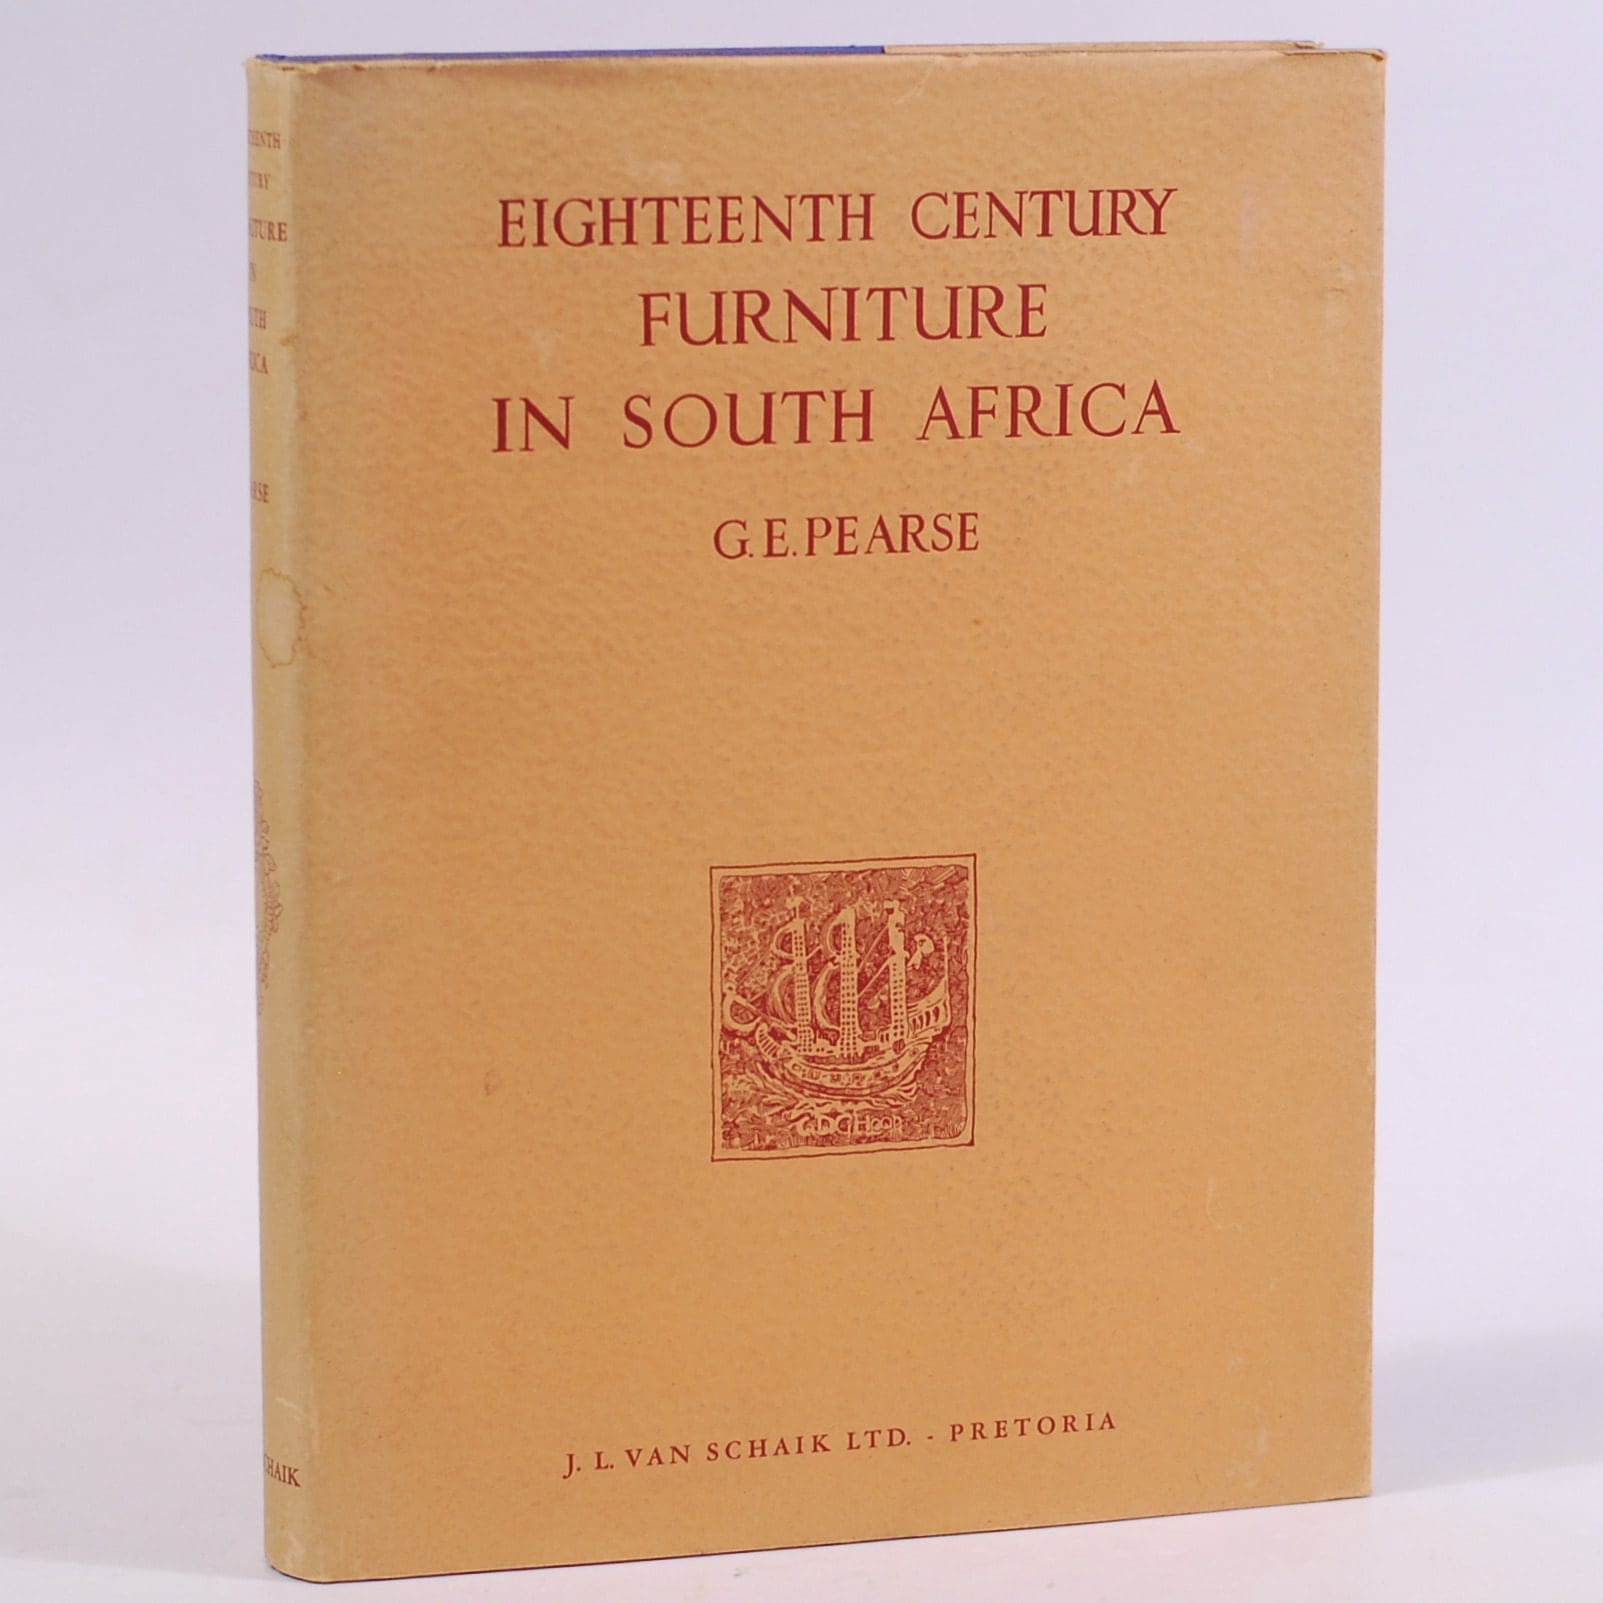 EIGHTEENTH CENTURY
FURNITURE
IN SOUTH AFRICA
G.E.PEARSE
J. L. VAN SCHAIK LTD. - PRETORIA